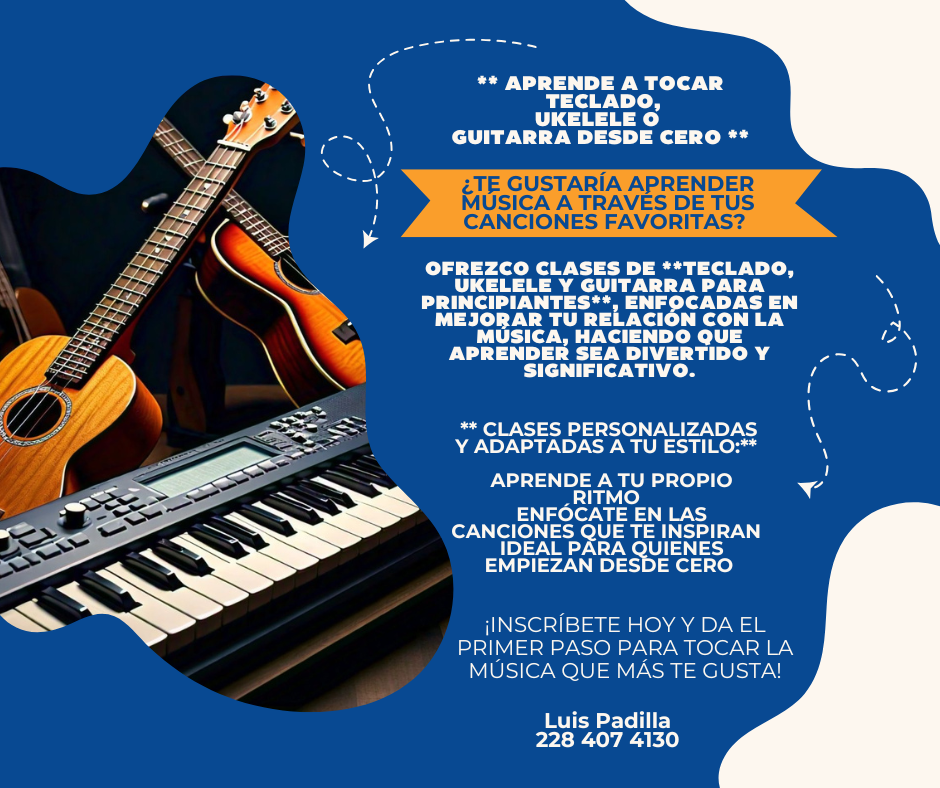 ** APRENDE A TOCAR
TECLADO,
UKELELE O
GUITARRA DESDE CERO **
¿TE GUSTARÍA APRENDER
MÚSICA A TRAVÉS DE TUS
CANCIONES FAVORITAS?
OFREZCO CLASES DE **TECLADO,
UKELELE Y GUITARRA PARA
PRINCIPIANTES**, ENFOCADAS EN
MEJORAR TU RELACIÓN CON LA
MÚSICA, HACIENDO QUE
APRENDER SEA DIVERTIDO Y
SIGNIFICATIVO.
** CLASES PERSONALIZADAS
Y ADAPTADAS A TU ESTILO:**
APRENDE A TU PROPIO
RITMO
ENFÓCATE EN LAS
CANCIONES QUE TE INSPIRAN
IDEAL PARA QUIENES
EMPIEZAN DESDE CERO
¡INSCRÍBETE HOY Y DA EL
PRIMER PASO PARA TOCAR LA
MÚSICA QUE MÁS TE GUSTA!
Luis Padilla
228 407 4130